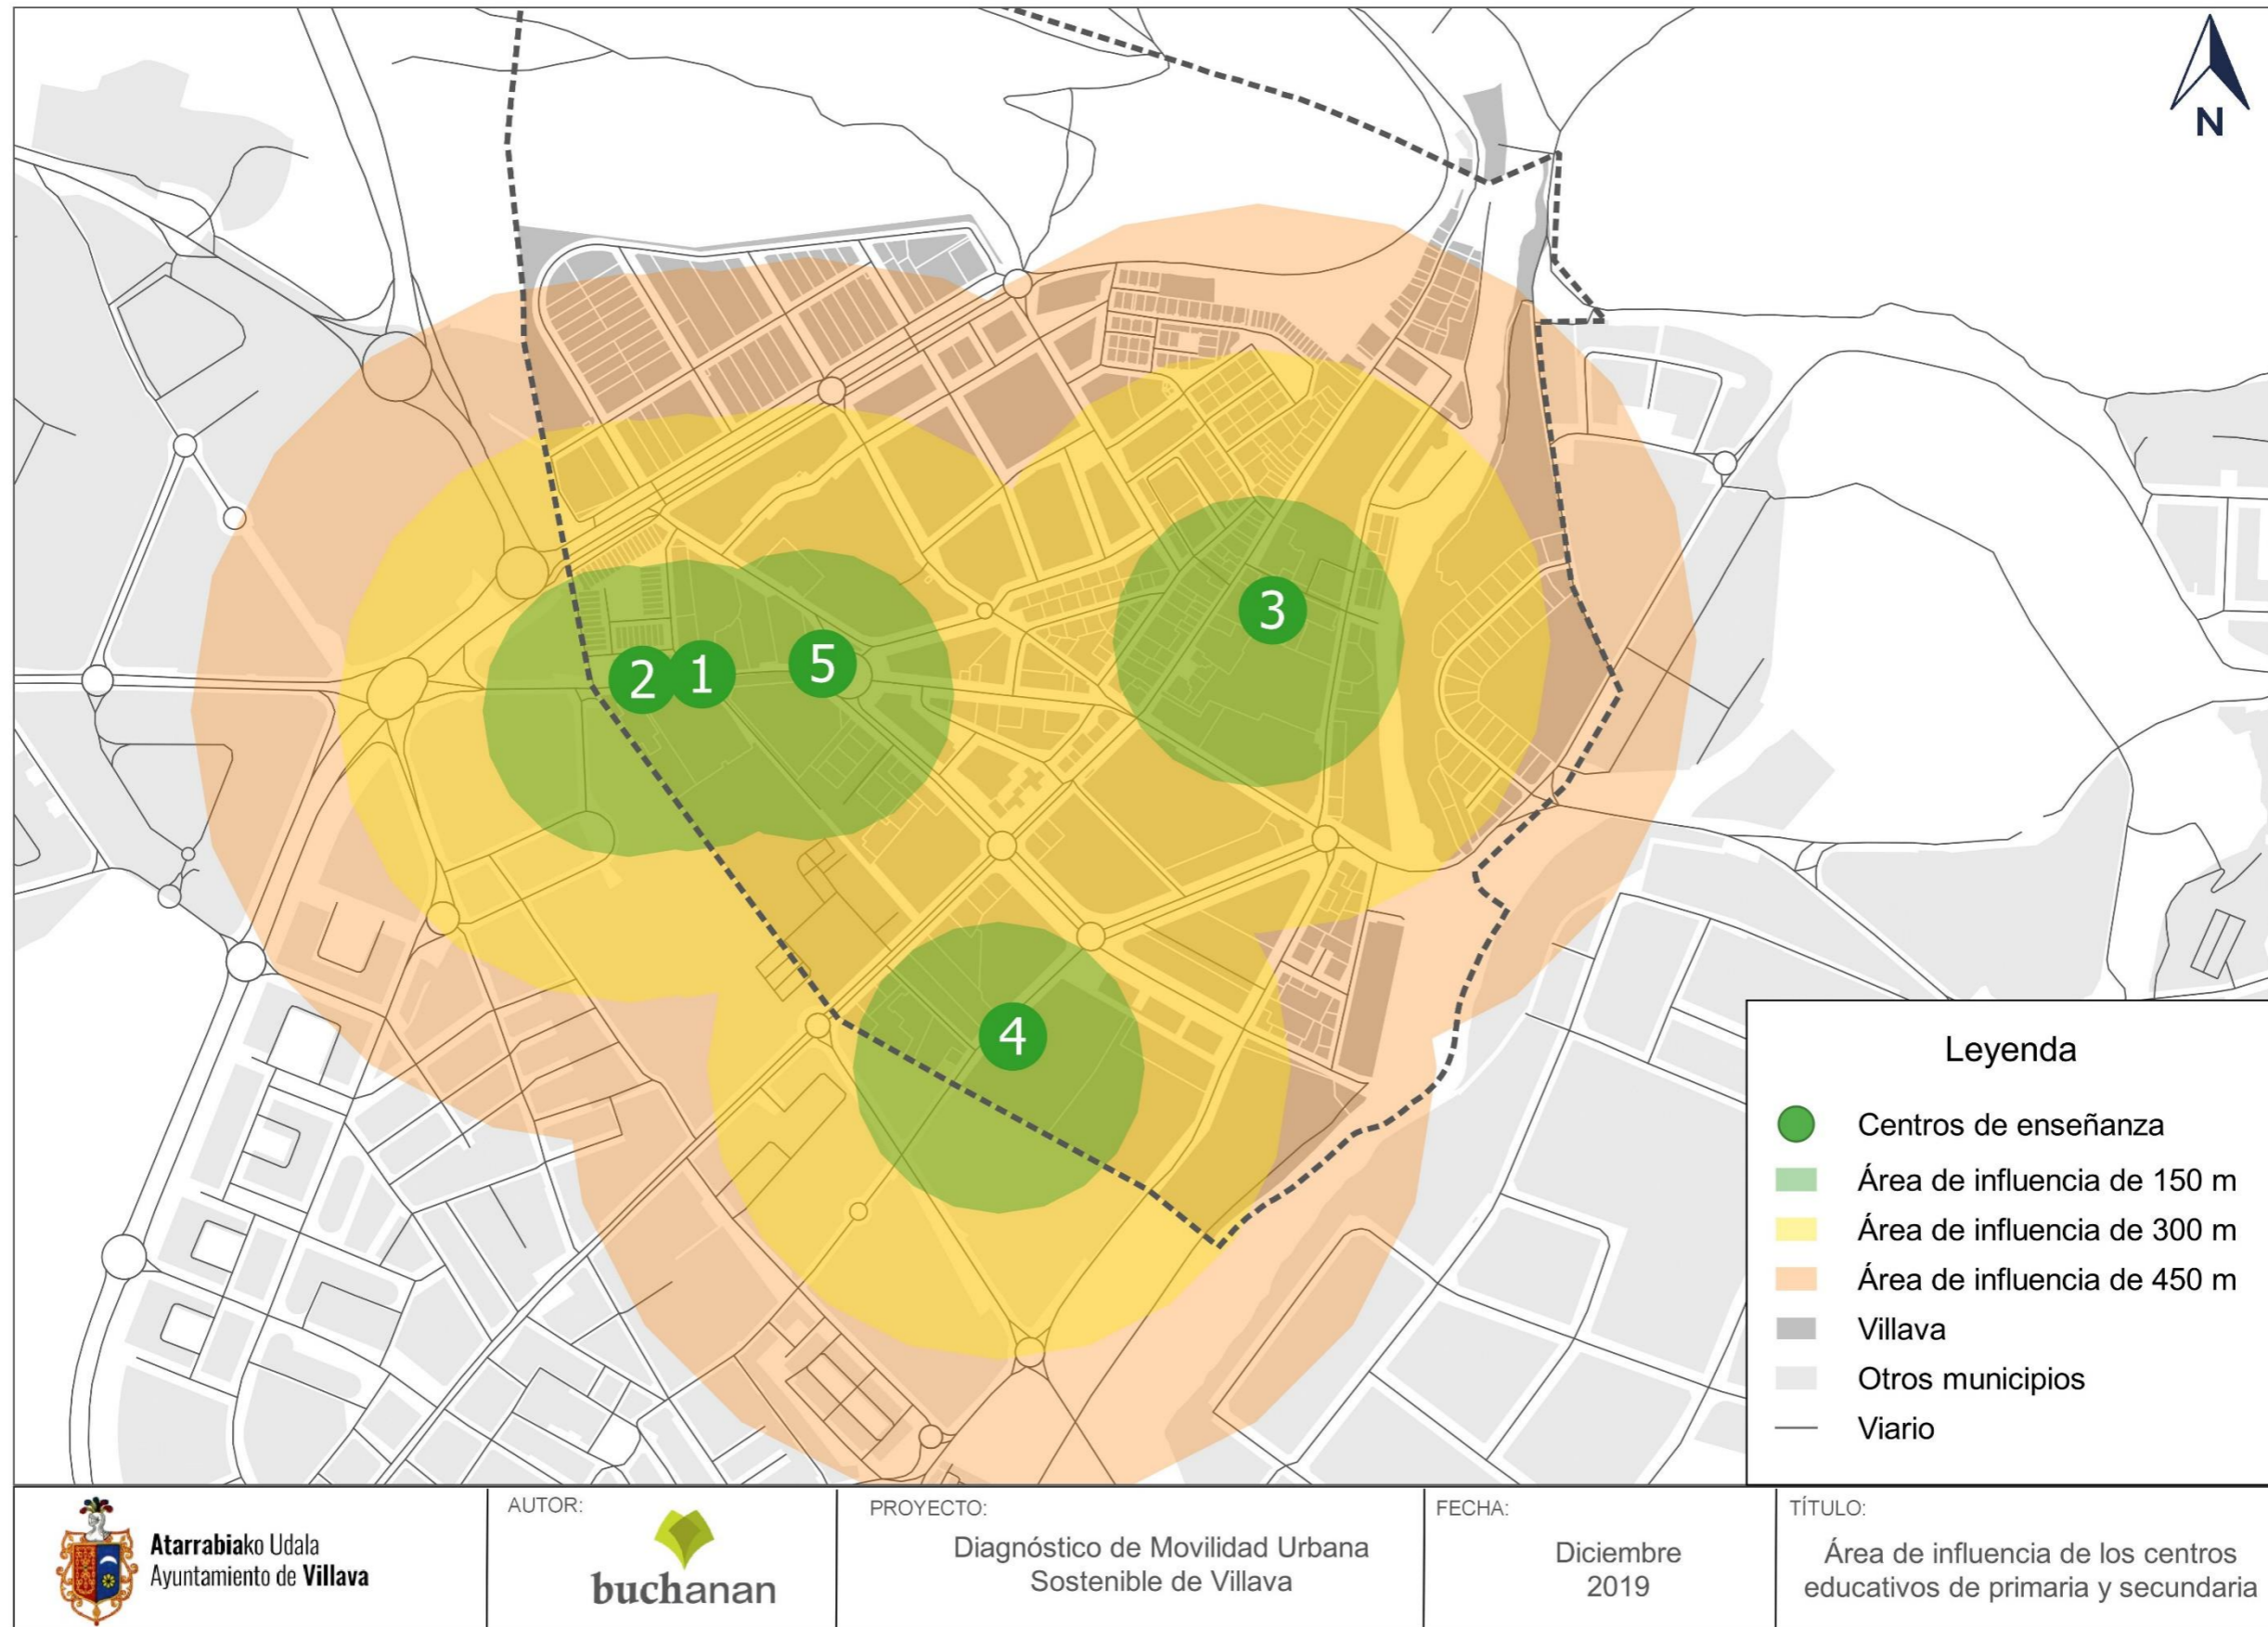 N
3
2
1
5
4
Leyenda
Centros de enseñanza
Área de influencia de 150 m
Área de influencia de 300 m
Área de influencia de 450 m
Villava
Otros municipios
Viario
Atarrabiako Udala
Ayuntamiento de Villava
AUTOR:
buchanan
PROYECTO:
Diagnóstico de Movilidad Urbana
Sostenible de Villava
FECHA:
Diciembre
2019
TÍTULO:
Área de influencia de los centros
educativos de primaria y secundaria